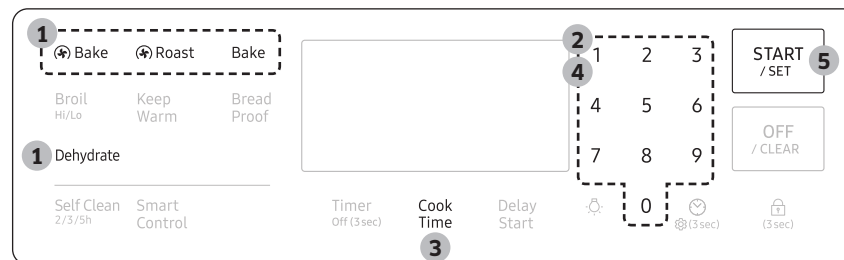 1
Bake Roast Bake
Broil
Hi/Lo
Keep
Warm
Bread
Proof
1 Dehydrate
Self Clean
2/3/5h
Smart
Control
Timer
Off (3 sec)
Cook
Time
3
Delay
Start
2
4
1 2 3
4 5 6
7 8 9
0
(3 sec)
START
/ SET
5
OFF
/ CLEAR
(3 sec)